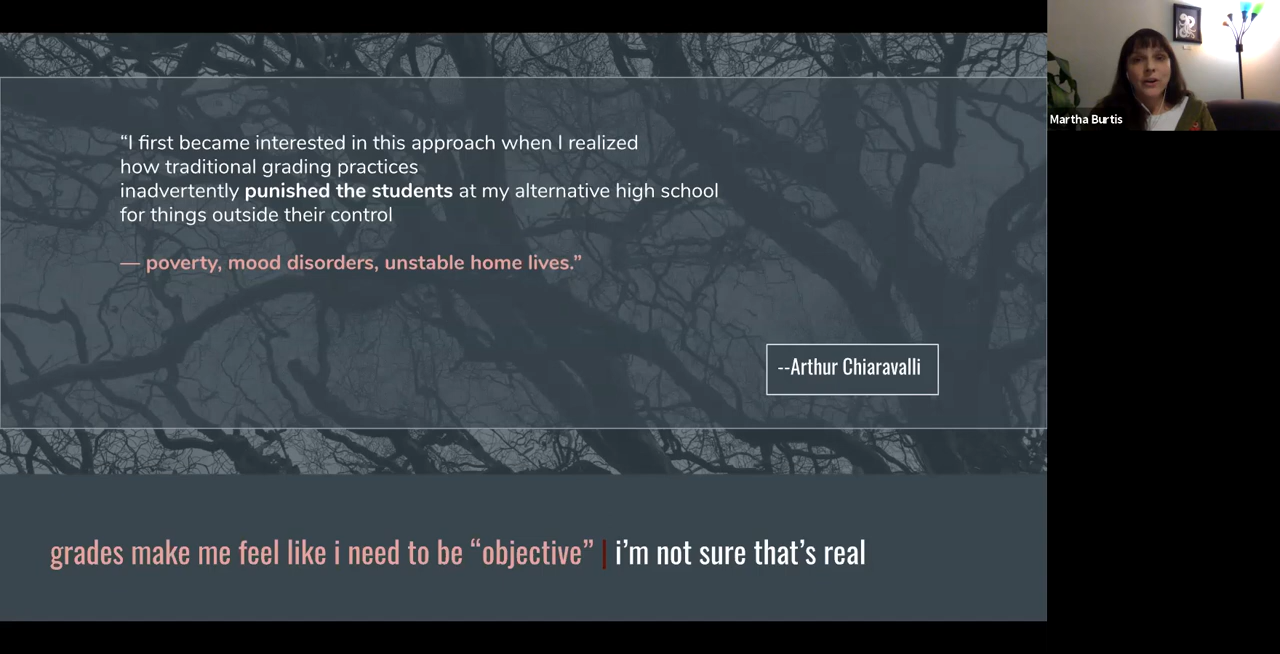 “I first became interested in this approach when I realized
how traditional grading practices
inadvertently punished the students at my alternative high school
for things outside their control
— poverty, mood disorders, unstable home lives.”
--Arthur Chiaravalli
grades make me feel like i need to be “objective” | i’m not sure that’s real
Martha Burtis